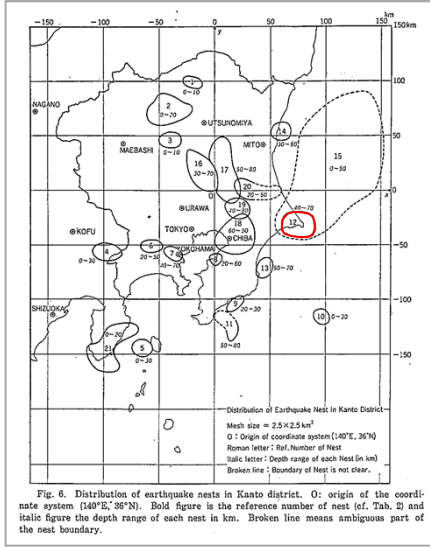 -150 -100 -50 0 50 100 150 km
y
150km
100
1
0~10
NAGANO
2
0~20
UTSUNOMIYA
14
30~60
MITO
50
3
0~10
MAEBASHI
16
30~70
17
50~80
15
0~50
20
20~50
0
x
URAWA
19
40~80
40~70
12
18
60~90
TOKYO
CHIBA
KOFU
4
0~30
6
20~50
7
YOKOHAMA
40~70
8
20~60
-50
13
50~70
9
20~30
-100
10
0~30
11
50~80
SHIZUOKA
0~20
21
5
0~30
-150
Distribution of Earthquake Nest in Kanto District
Mesh size = 2.5×2.5 km²
O : Origin of coordinate system (140°E, 36°N)
Roman letter : Ref. Number of Nest
Italic letter : Depth range of each Nest (in km)
Broken line : Boundary of Nest is not clear.
Fig. 6. Distribution of earthquake nests in Kanto district. O: origin of the coordi-
nate system (140°E, 36°N). Bold figure is the reference number of nest (cf. Tab. 2) and
italic figure the depth range of each nest in km. Broken line means ambiguous part of
the nest boundary.